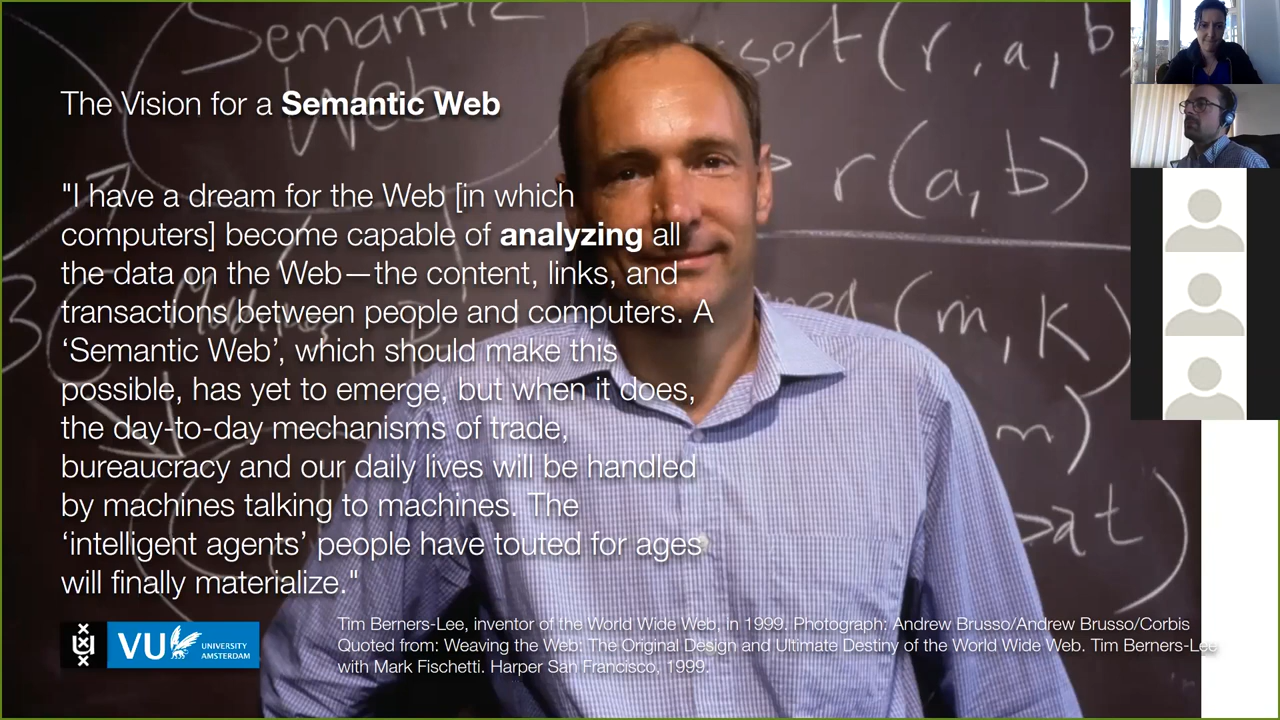 Semantic
Web
assort (r, a, b
r(a, b)
The Vision for a Semantic Web
"I have a dream for the Web [in which
computers] become capable of analyzing all
the data on the Web—the content, links, and
transactions between people and computers. A
‘Semantic Web’, which should make this
possible, has yet to emerge, but when it does,
the day-to-day mechanisms of trade,
bureaucracy and our daily lives will be handled
by machines talking to machines. The
‘intelligent agents’ people have touted for ages
will finally materialize."
(m, K)
m)
at)
VU UNIVERSITY
AMSTERDAM
Tim Berners-Lee, inventor of the World Wide Web, in 1999. Photograph: Andrew Brusso/Andrew Brusso/Corbis
Quoted from: Weaving the Web: The Original Design and Ultimate Destiny of the World Wide Web. Tim Berners-Lee
with Mark Fischetti. Harper San Francisco, 1999.